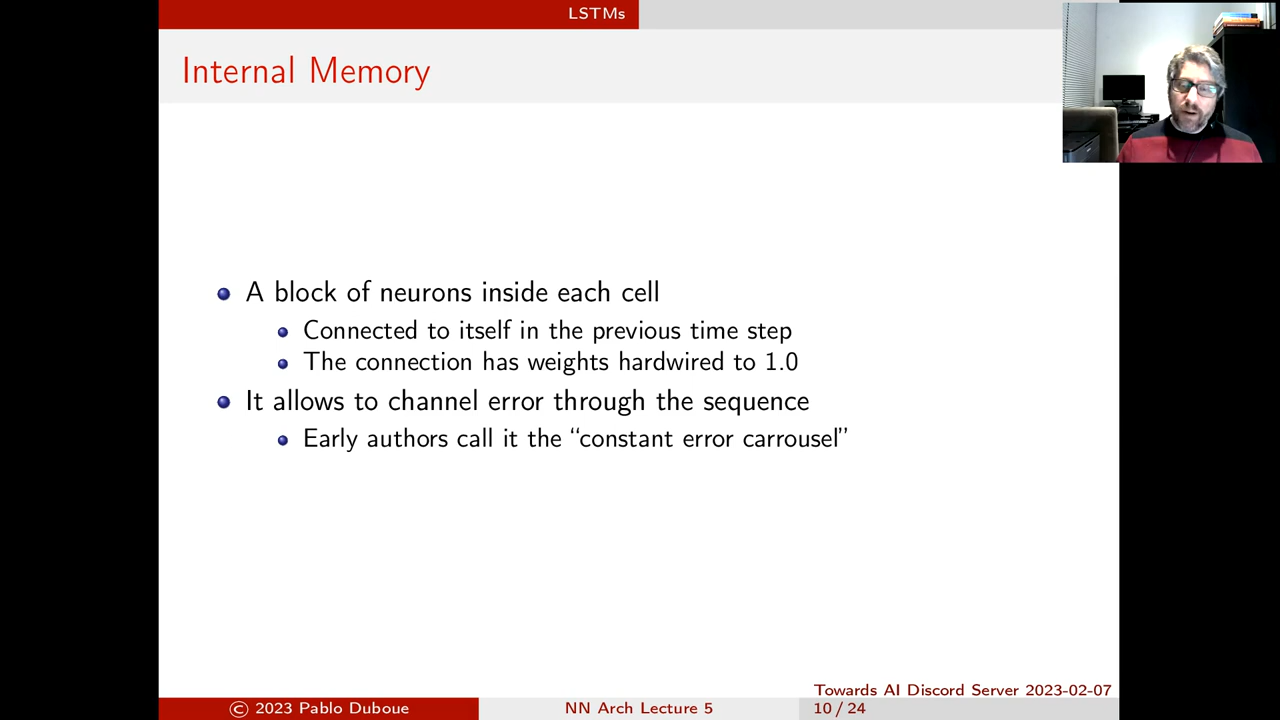 LSTMs
Internal Memory
A block of neurons inside each cell
Connected to itself in the previous time step
The connection has weights hardwired to 1.0
It allows to channel error through the sequence
Early authors call it the “constant error carrousel”
Towards AI Discord Server 2023-02-07
© 2023 Pablo Duboue
NN Arch Lecture 5
10 / 24